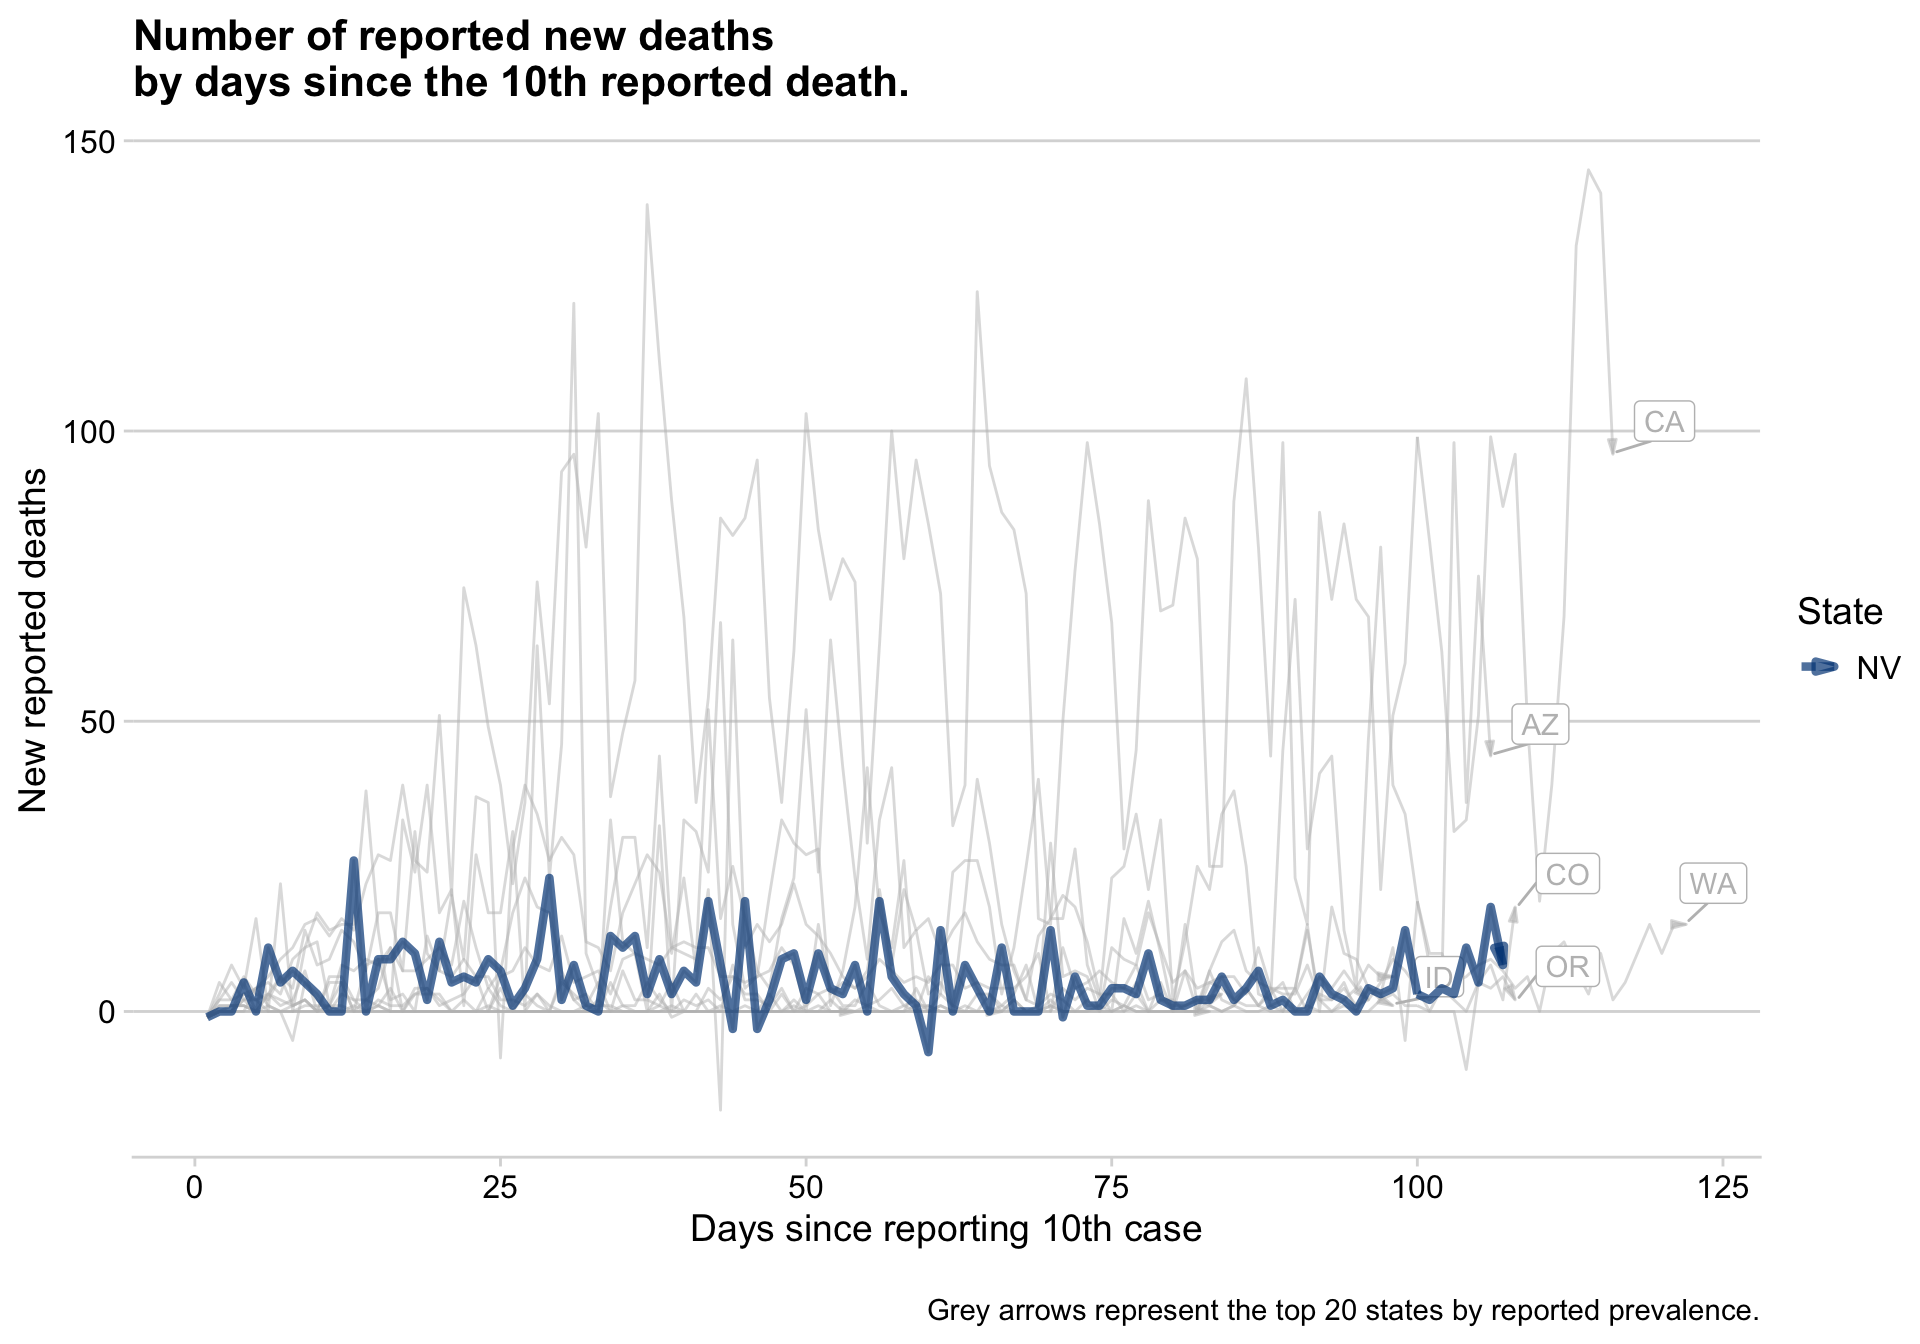 Number of reported new deaths
by days since the 10th reported death.
150
100
50
0
New reported deaths
CA
AZ
CO
WA
OR
ID
State
NV
0 25 50 75 100 125
Days since reporting 10th case
Grey arrows represent the top 20 states by reported prevalence.